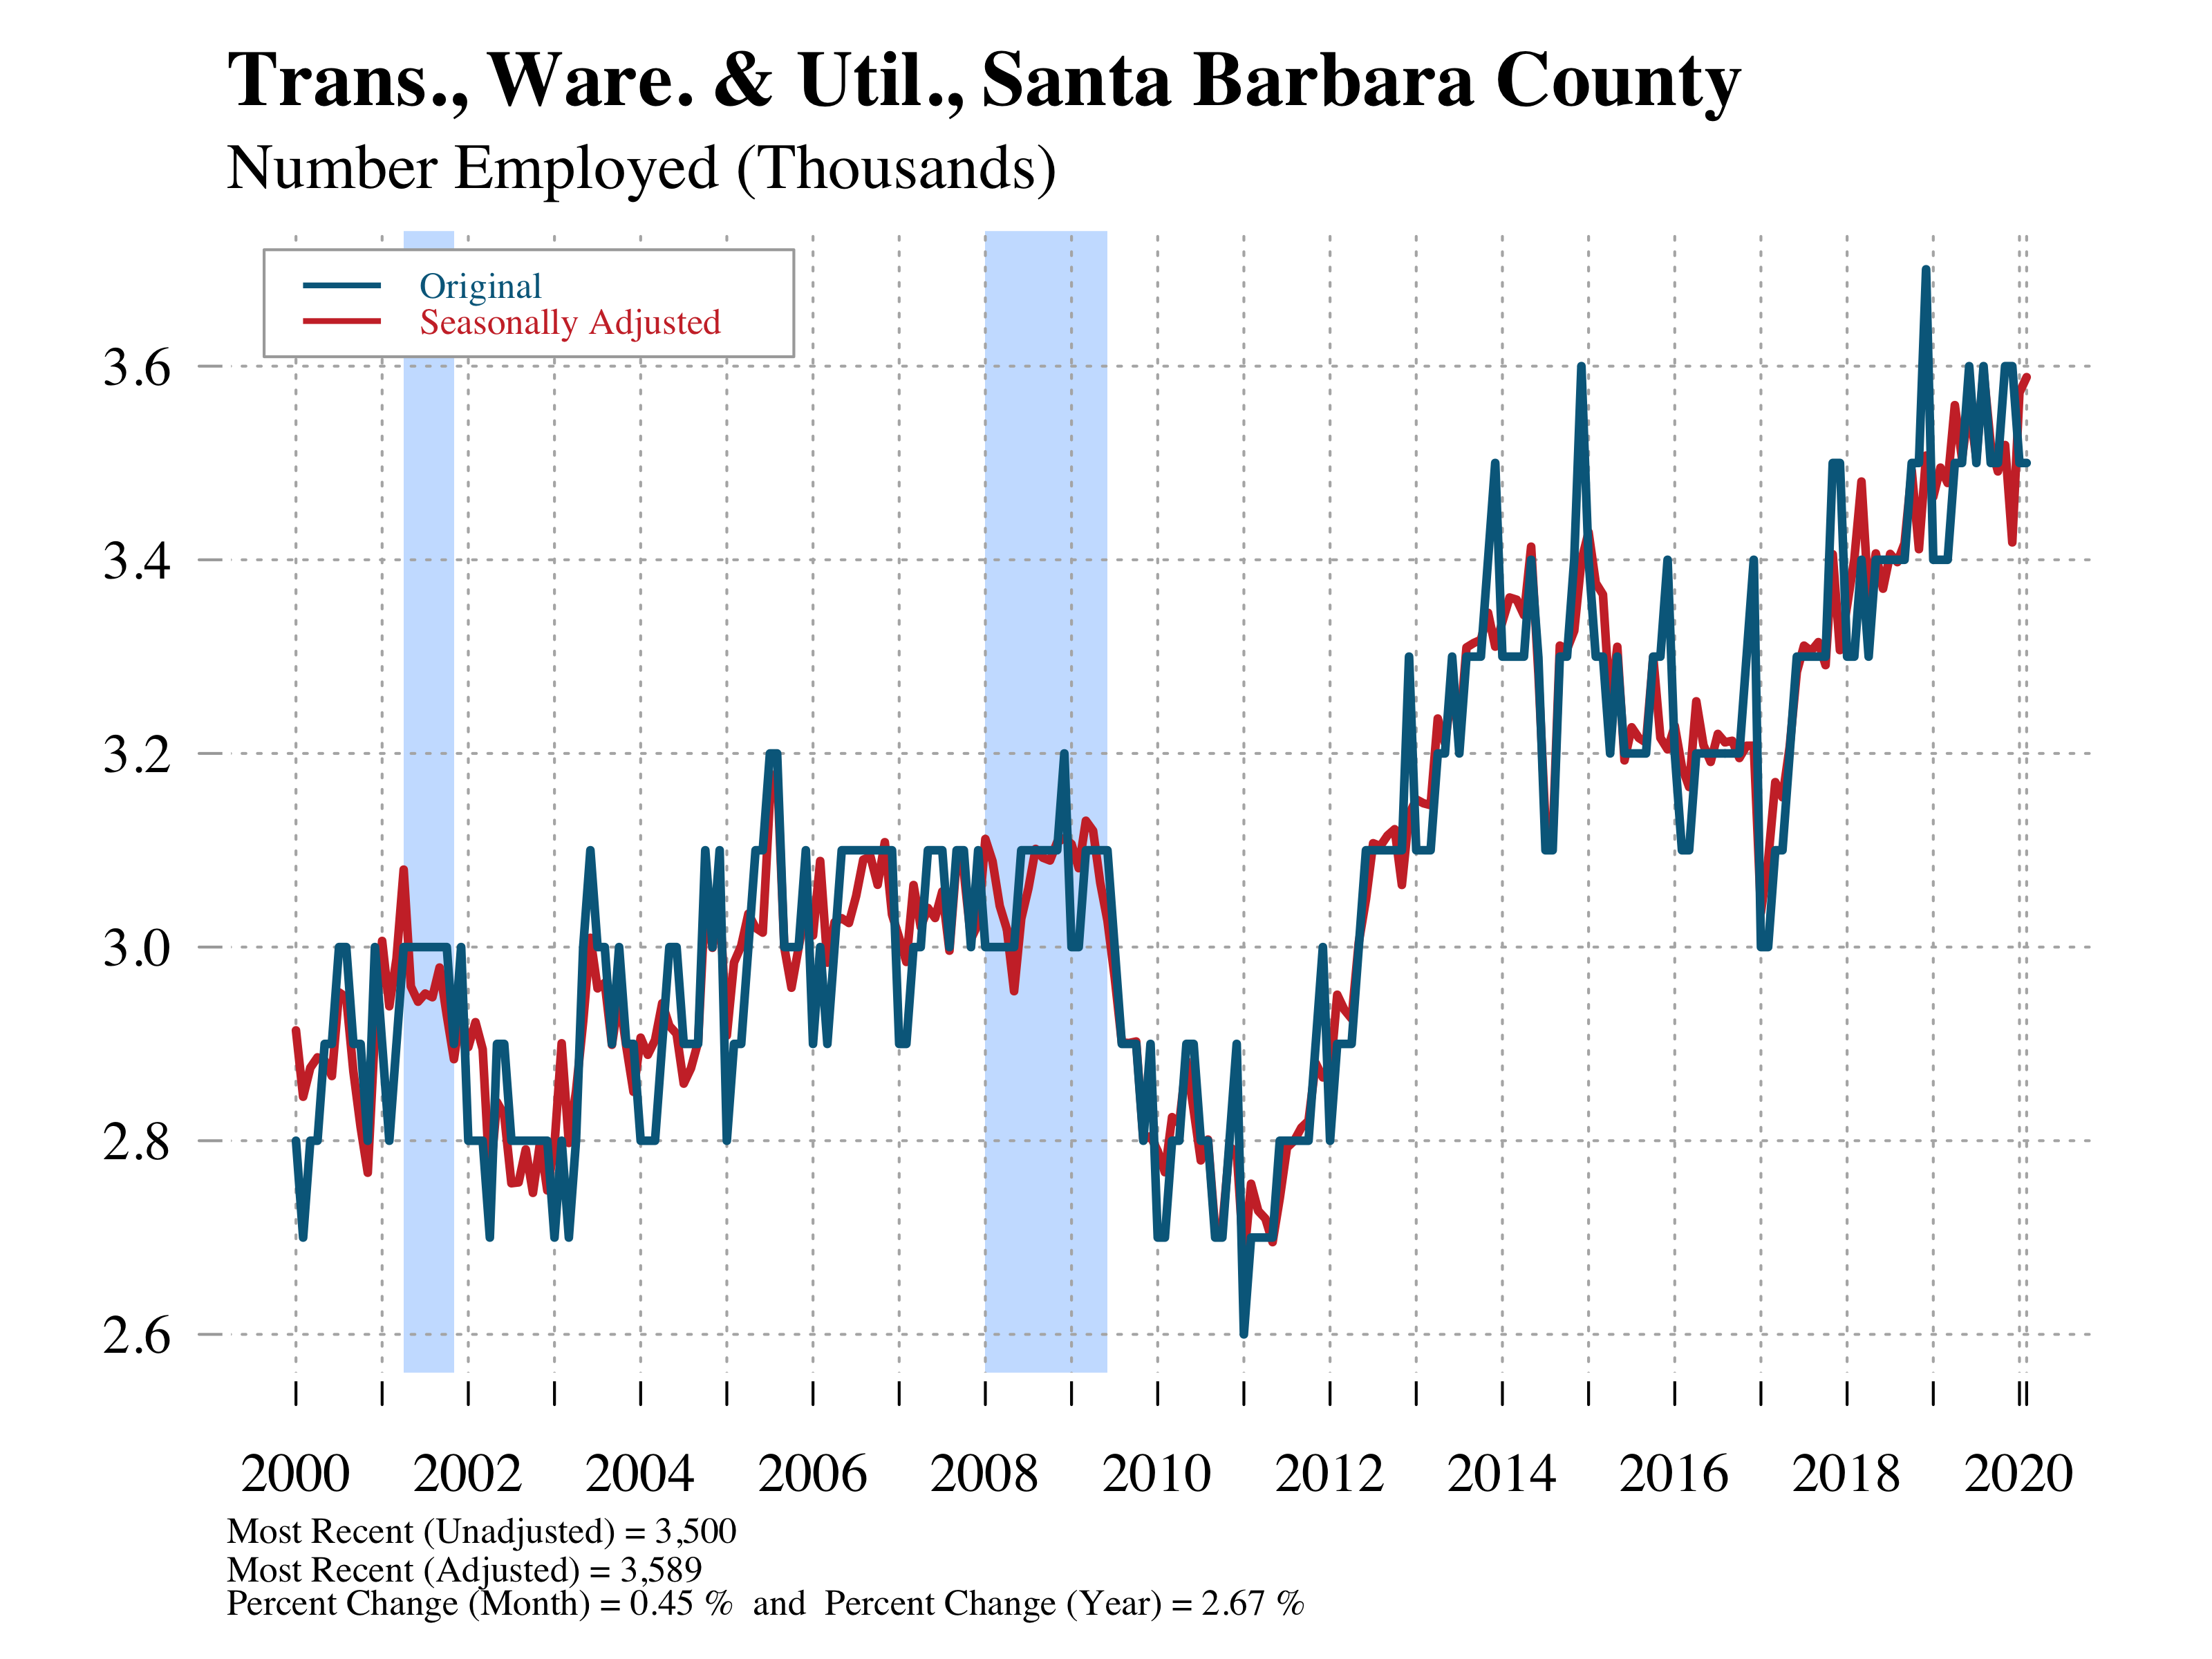 Trans., Ware. & Util., Santa Barbara County
Number Employed (Thousands)
Original
Seasonally Adjusted
3.6
3.4
3.2
3.0
2.8
2.6
2000 2002 2004 2006 2008 2010 2012 2014 2016 2018 2020
Most Recent (Unadjusted) = 3,500
Most Recent (Adjusted) = 3,589
Percent Change (Month) = 0.45 % and Percent Change (Year) = 2.67 %